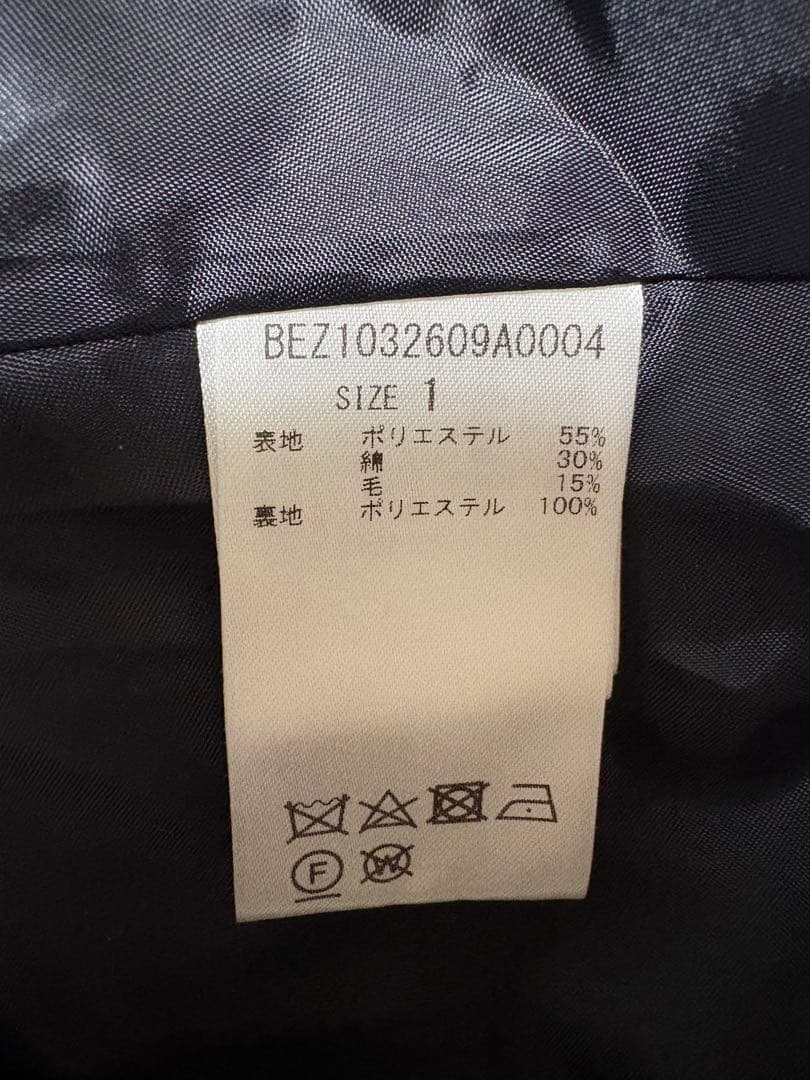 BEZ1032609A0004
SIZE 1
表地 ポリエステル 55%
綿 30%
毛 15%
裏地 ポリエステル 100%
F W